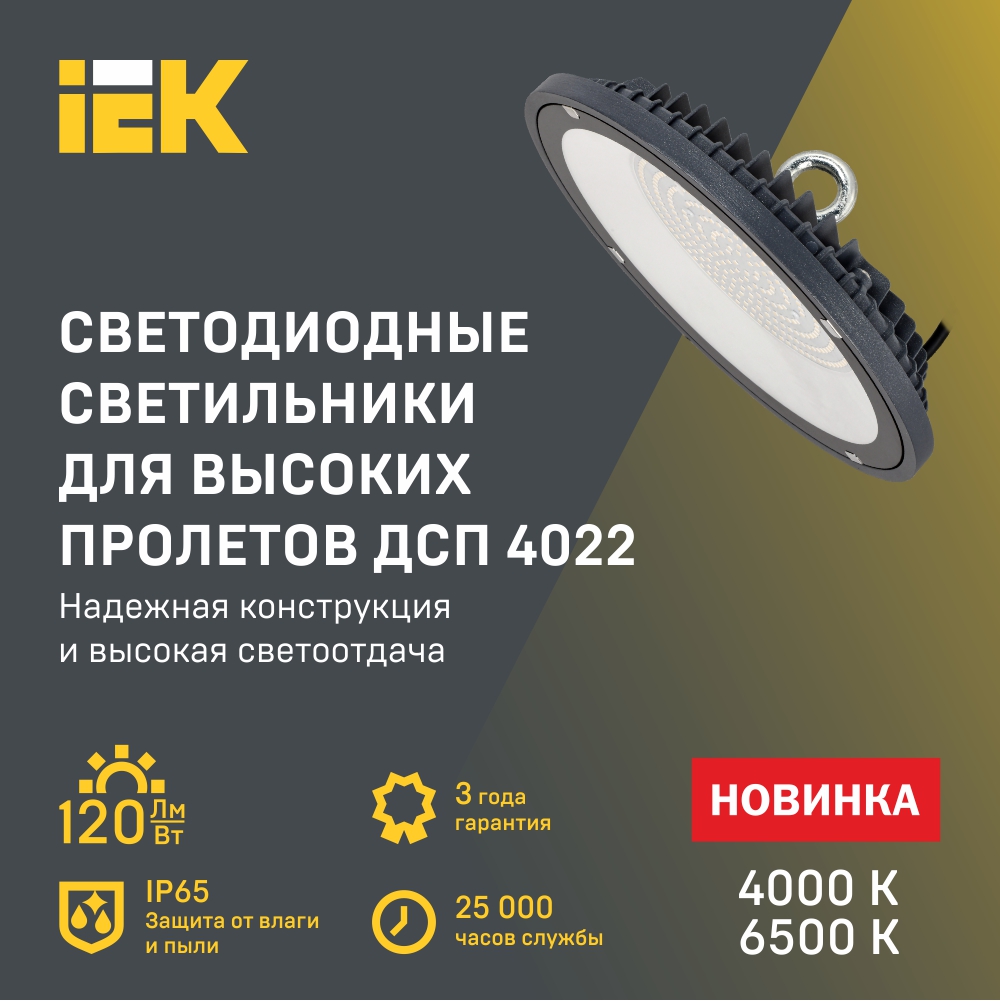 IEK
СВЕТОДИОДНЫЕ
СВЕТИЛЬНИКИ
ДЛЯ ВЫСОКИХ
ПРОЛЕТОВ ДСП 4022
Надежная конструкция
и высокая светоотдача
120 Лм
Вт
3 года
гарантия
IP65
Защита от влаги
и пыли
25 000
часов службы
НОВИНКА
4000 К
6500 К